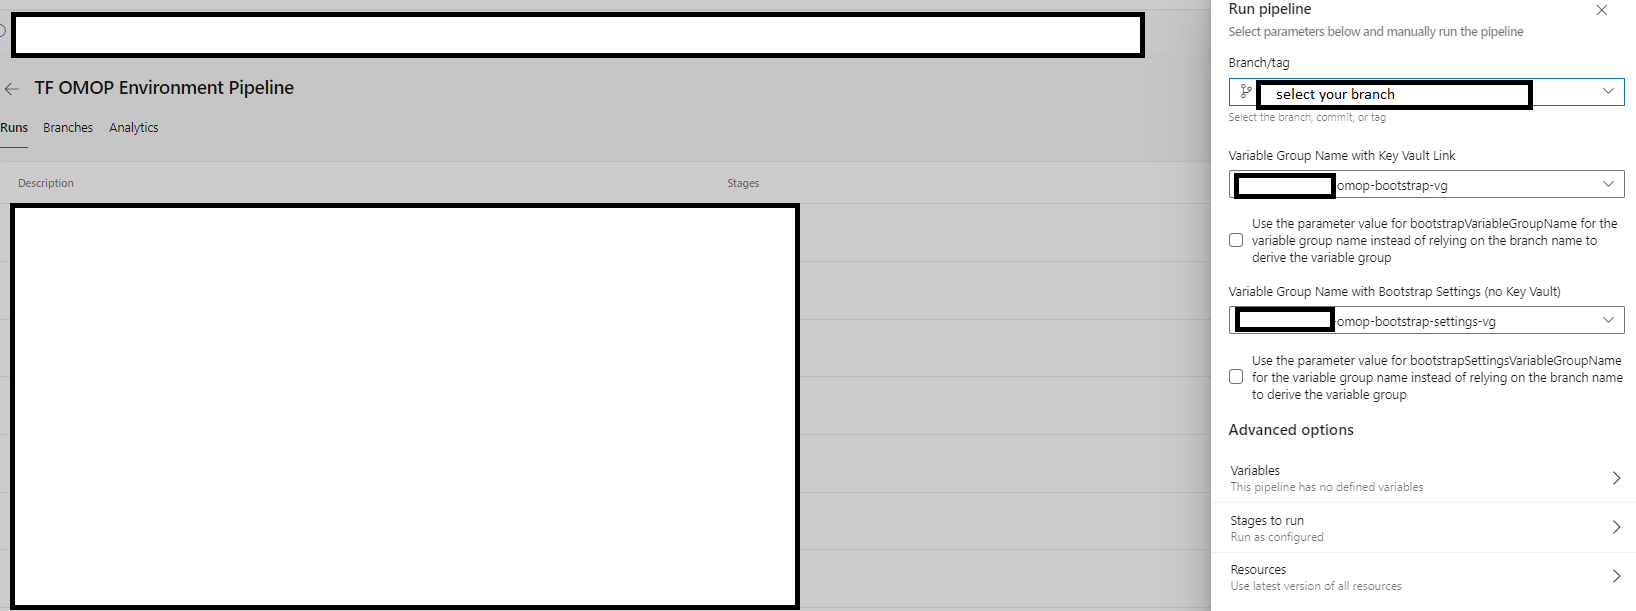 TF OMOP Environment Pipeline
Runs Branches Analytics
Description Stages
Run pipeline
Select parameters below and manually run the pipeline
Branch/tag
select your branch
Select the branch, commit, or tag
Variable Group Name with Key Vault Link
omop-bootstrap-vg
Use the parameter value for bootstrapVariableGroupName for the
variable group name instead of relying on the branch name to
derive the variable group
Variable Group Name with Bootstrap Settings (no Key Vault)
-omop-bootstrap-settings-vg
Use the parameter value for bootstrapSettingsVariableGroupName
for the variable group name instead of relying on the branch name
to derive the variable group
Advanced options
Variables
This pipeline has no defined variables
Stages to run
Run as configured
Resources
Use latest version of all resources